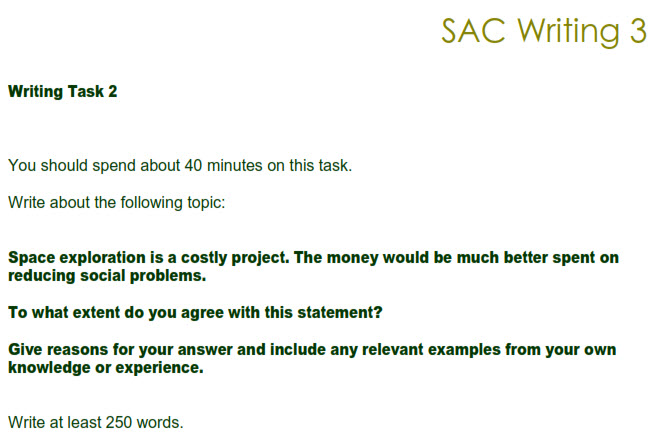 SAC Writing 3
Writing Task 2
You should spend about 40 minutes on this task.
Write about the following topic:
Space exploration is a costly project. The money would be much better spent on
reducing social problems.
To what extent do you agree with this statement?
Give reasons for your answer and include any relevant examples from your own
knowledge or experience.
Write at least 250 words.